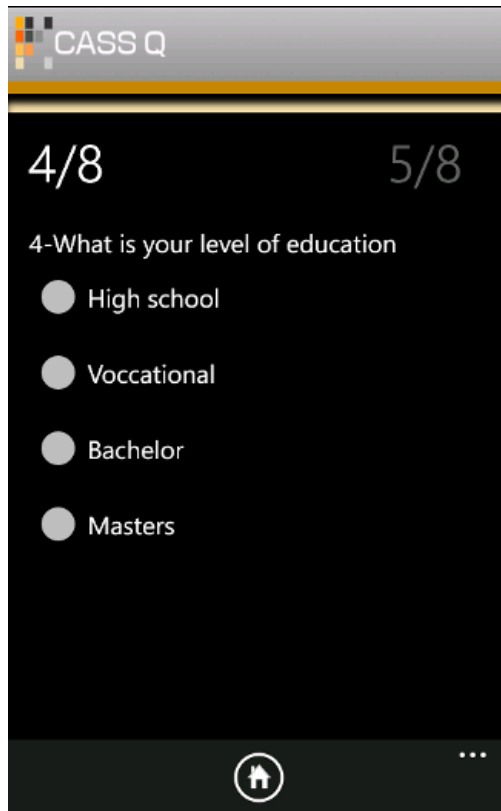 CASS Q
4/8 5/8
4-What is your level of education
High school
Voccational
Bachelor
Masters